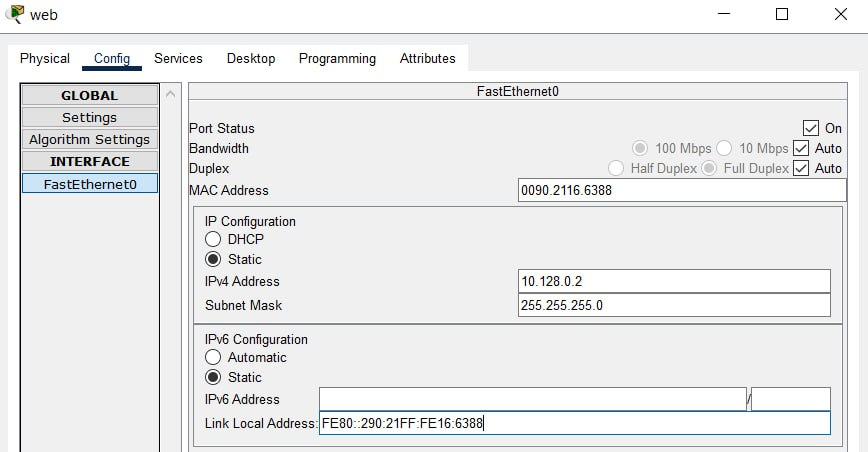 web
Physical Config Services Desktop Programming Attributes
GLOBAL
Settings
Algorithm Settings
INTERFACE
FastEthernet0
FastEthernet0
Port Status On
Bandwidth 100 Mbps 10 Mbps Auto
Duplex Half Duplex Full Duplex Auto
MAC Address 0090.2116.6388
IP Configuration
DHCP
Static
IPv4 Address 10.128.0.2
Subnet Mask 255.255.255.0
IPv6 Configuration
Automatic
Static
IPv6 Address /
Link Local Address: FE80::290:21FF:FE16:6388